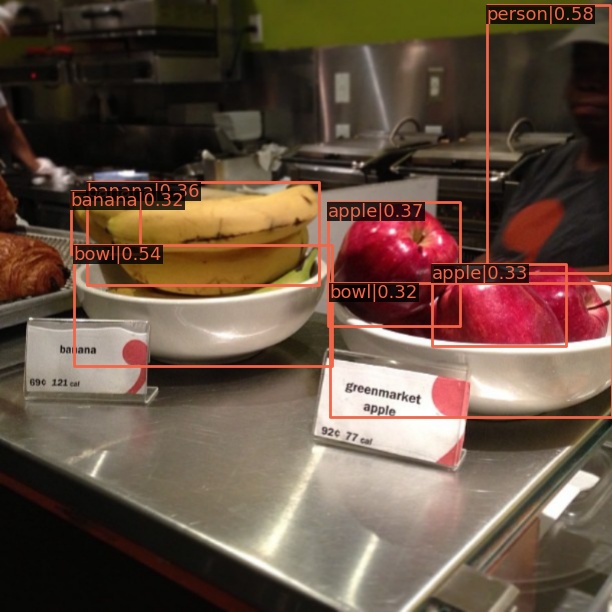 person|0.58
banana|0.36
banana|0.32
apple|0.37
bowl|0.54
apple|0.33
bowl|0.32
banana
69¢ 121 cal
greenmarket
apple
92¢ 77 cal